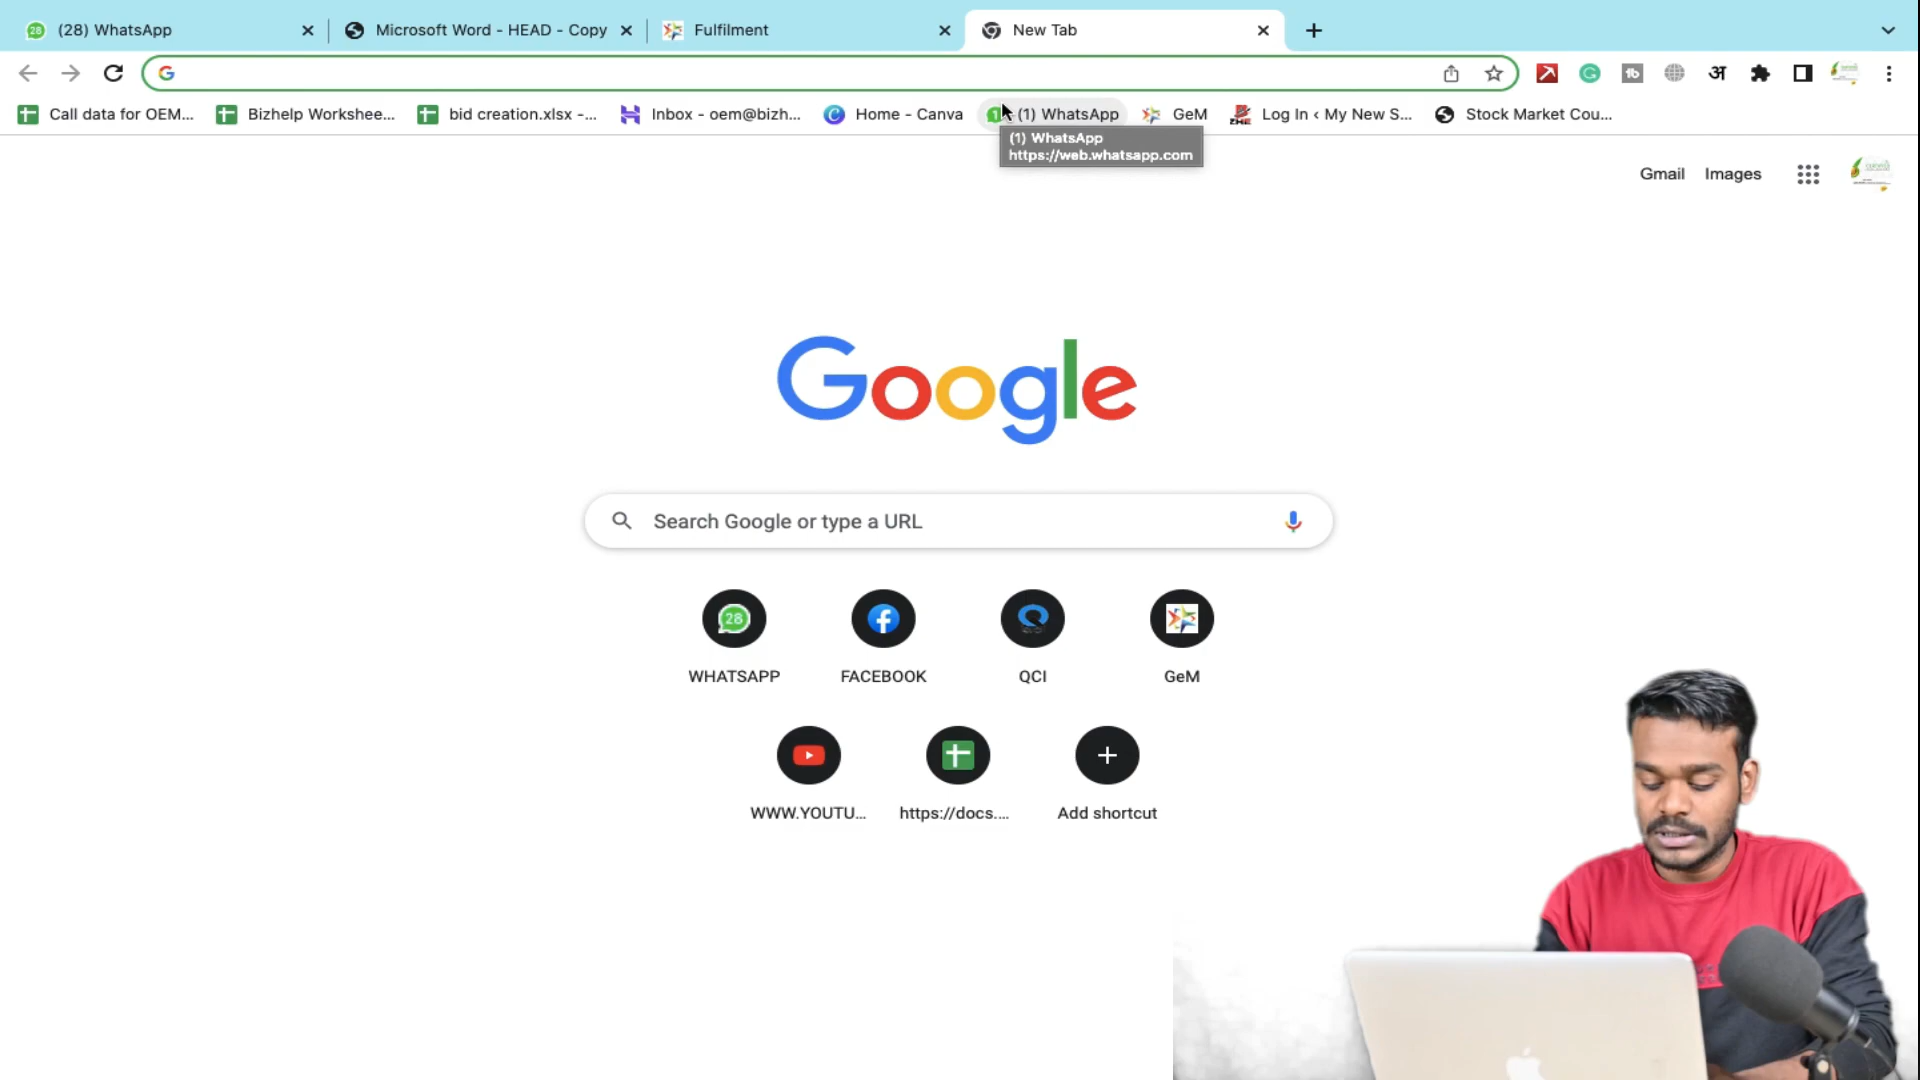 28 (28) WhatsApp
Microsoft Word - HEAD - Copy
Fulfilment
New Tab
Call data for OEM...
Bizhelp Workshee...
bid creation.xlsx -...
Inbox - oem@bizh...
Home - Canva
(1) WhatsApp
GeM
Log In ‹ My New S...
Stock Market Cou...
(1) WhatsApp
https://web.whatsapp.com
Gmail
Images
Google
Search Google or type a URL
28
WHATSAPP
FACEBOOK
QCI
GeM
WWW.YOUTU...
https://docs....
Add shortcut